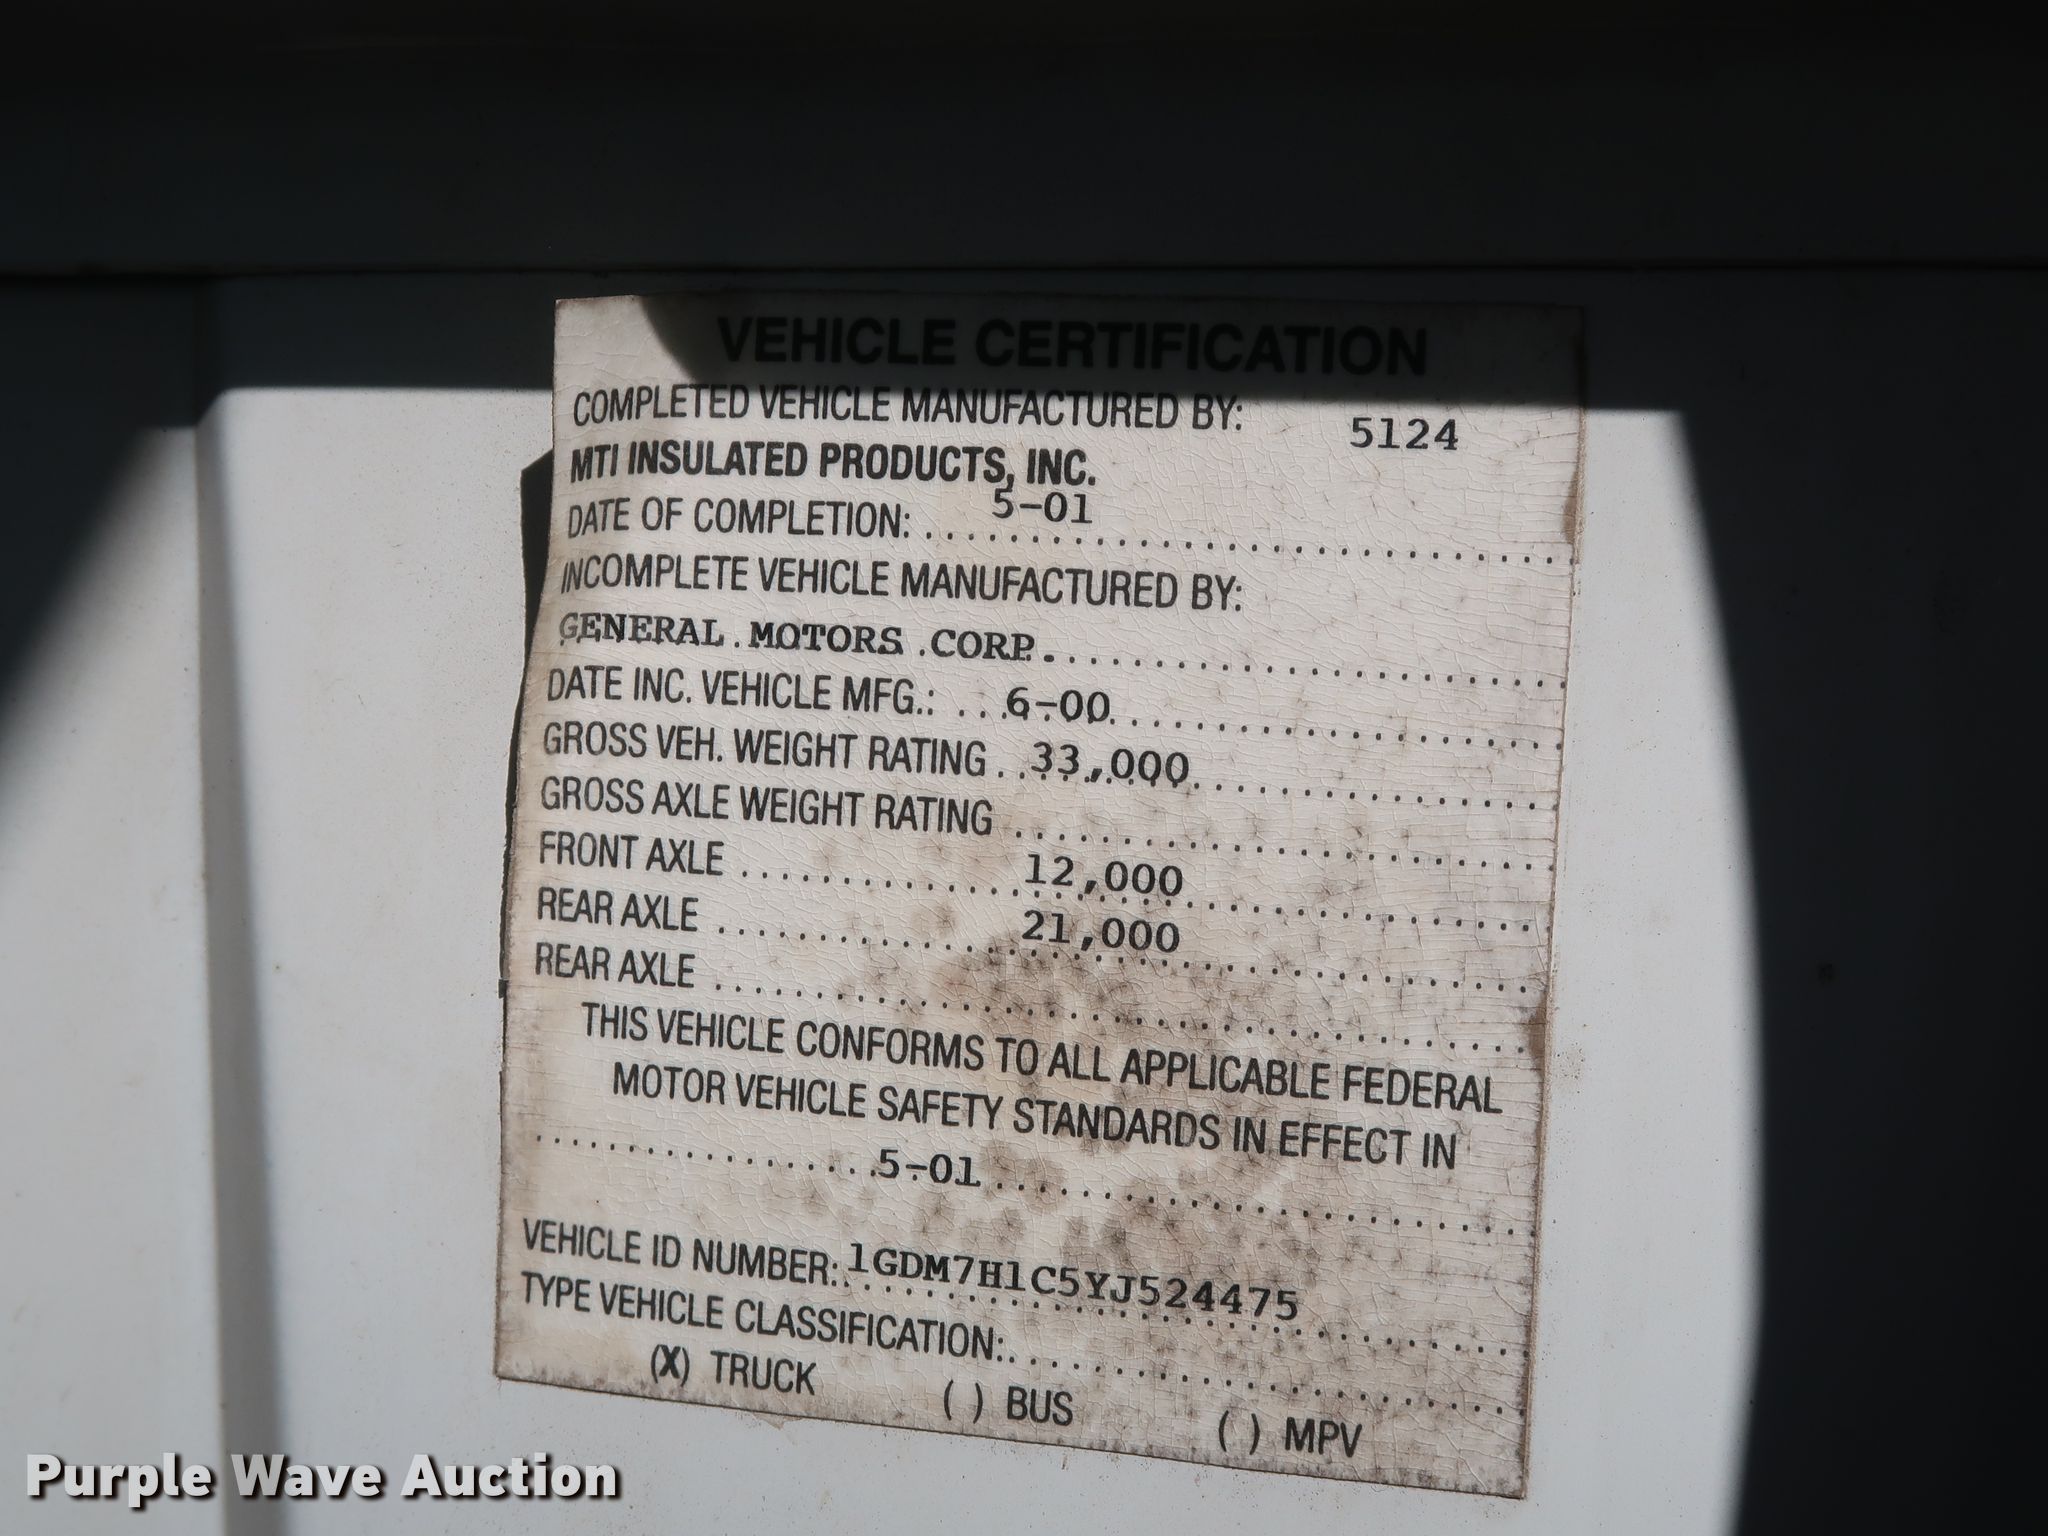 VEHICLE CERTIFICATION
COMPLETED VEHICLE MANUFACTURED BY: 5124
MTI INSULATED PRODUCTS, INC.
DATE OF COMPLETION: 5-01
INCOMPLETE VEHICLE MANUFACTURED BY:
GENERAL MOTORS CORP.
DATE INC. VEHICLE MFG.: 6-00
GROSS VEH. WEIGHT RATING 33,000
GROSS AXLE WEIGHT RATING
FRONT AXLE 12,000
REAR AXLE 21,000
REAR AXLE
THIS VEHICLE CONFORMS TO ALL APPLICABLE FEDERAL
MOTOR VEHICLE SAFETY STANDARDS IN EFFECT IN
5-01
VEHICLE ID NUMBER: 1GDM7H1C5YJ524475
TYPE VEHICLE CLASSIFICATION:
(X) TRUCK ( ) BUS ( ) MPV
Purple Wave Auction